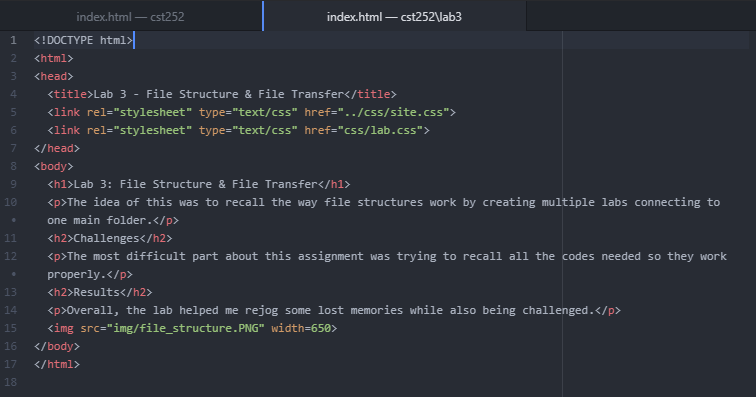 index.html — cst252
index.html — cst252\lab3
1 <!DOCTYPE html>
2 <html>
3 <head>
4 <title>Lab 3 - File Structure & File Transfer</title>
5 <link rel="stylesheet" type="text/css" href="../css/site.css">
6 <link rel="stylesheet" type="text/css" href="css/lab.css">
7 </head>
8 <body>
9 <h1>Lab 3: File Structure & File Transfer</h1>
10 <p>The idea of this was to recall the way file structures work by creating multiple labs connecting to
• one main folder.</p>
11 <h2>Challenges</h2>
12 <p>The most difficult part about this assignment was trying to recall all the codes needed so they work
• properly.</p>
13 <h2>Results</h2>
14 <p>Overall, the lab helped me rejog some lost memories while also being challenged.</p>
15 <img src="img/file_structure.PNG" width=650>
16 </body>
17 </html>
18